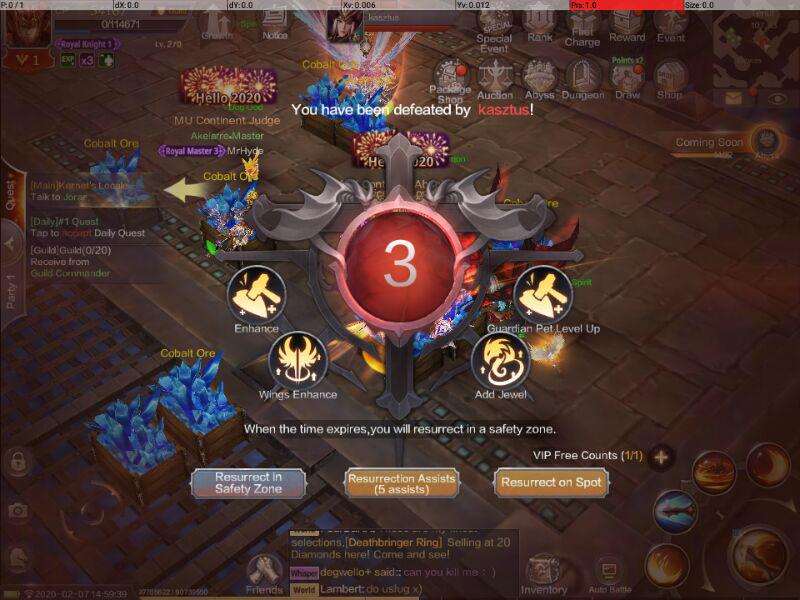 P: 0 / 1
dX: 0.0
dY: 0.0
Xv: 0.006
Yv: 0.012
Prs: 1.0
Size: 0.0
0/114671
Growth
Notice
kasztus
Special Event
Rank
First Charge
Reward
Event
Royal Knight 1
1
EXP x3
Cobalt Ore
Package Shop
Auction
Abyss
Dungeon
Points x2
Draw
Shop
Hello 2020
You have been defeated by kasztus!
MU Continent Judge
Akelarre-Master
Royal Master 3 MrHyde
Coming Soon
Cobalt Ore
Cobalt Ore
Quest
Talk to
[Daily]#1 Quest
Tap to accept Daily Quest
[Guild]Guild(0/20)
Receive from
Guild Commander
Party 1
3
Enhance
Guardian Pet Level Up
Cobalt Ore
Wings Enhance
Add Jewel
When the time expires,you will resurrect in a safety zone.
VIP Free Counts (1/1)
Resurrect in
Safety Zone
Resurrection Assists
(5 assists)
Resurrect on Spot
selections.[Deathbringer Ring] Selling at 20
Diamonds here! Come and see!
Whisper degwello+ said:: can you kill me : )
World Lambert: do uslug x)
Friends
Inventory
Auto Battle
2020-02-07 14:59:39